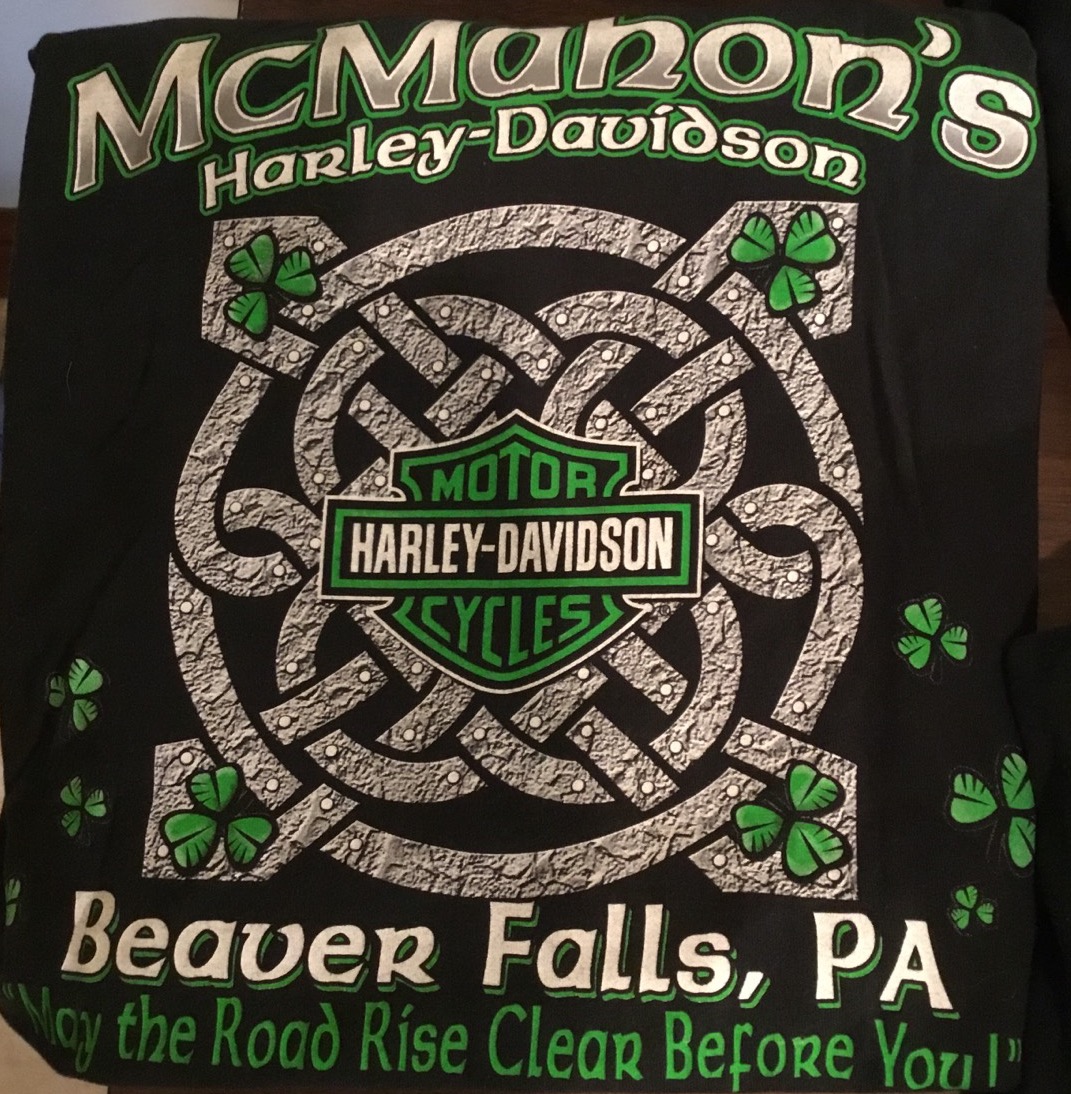 McMahon's
Harley-Davidson
MOTOR
HARLEY-DAVIDSON
CYCLES
Beaver Falls, PA
"May the Road Rise Clear Before You!"